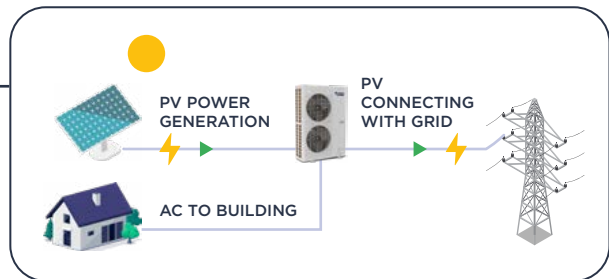 PV POWER
GENERATION
PV
CONNECTING
WITH GRID
AC TO BUILDING